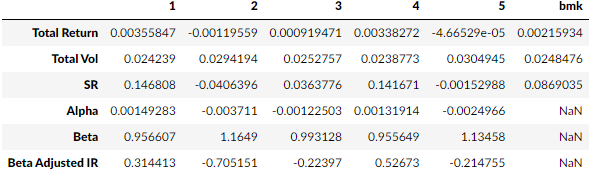 1 2 3 4 5 bmk
Total Return 0.00355847 -0.00119559 0.000919471 0.00338272 -4.66529e-05 0.00215934
Total Vol 0.024239 0.0294194 0.0252757 0.0238773 0.0304945 0.0248476
SR 0.146808 -0.0406396 0.0363776 0.141671 -0.00152988 0.0869035
Alpha 0.00149283 -0.003711 -0.00122503 0.00131914 -0.0024966 NaN
Beta 0.956607 1.1649 0.993128 0.955649 1.13458 NaN
Beta Adjusted IR 0.314413 -0.705151 -0.22397 0.52673 -0.214755 NaN